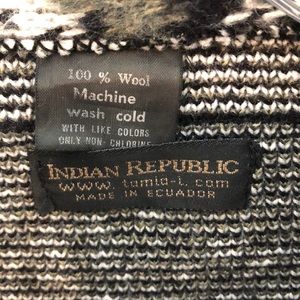 100 % Wool
Machine
wash cold
WITH LIKE COLORS
ONLY NON-CHLORINE
INDIAN REPUBLIC
www.tamia-i.com
MADE IN ECUADOR